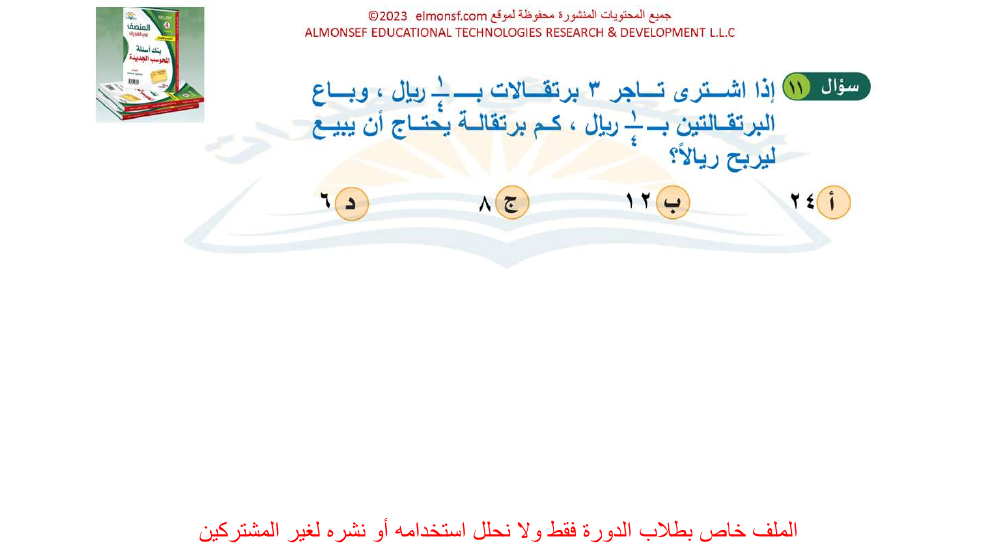 جميع المحتويات المنشورة محفوظة لموقع elmonsf.com ©2023
ALMONSEF EDUCATIONAL TECHNOLOGIES RESEARCH & DEVELOPMENT L.L.C
المنصف
في القدرات
بنك أسئلة
المحوسب الجديدة
سؤال ١١ إذا اشترى تاجر ٣ برتقالات بـ ١/٤ ريال ، وباع
البرتقالتين بـ ١/٤ ريال ، كم برتقالة يحتاج أن يبيع
ليربح ريالاً؟
أ ٢٤ ب ١٢ ج ٨ د ٦
الملف خاص بطلاب الدورة فقط ولا نحلل استخدامه أو نشره لغير المشتركين